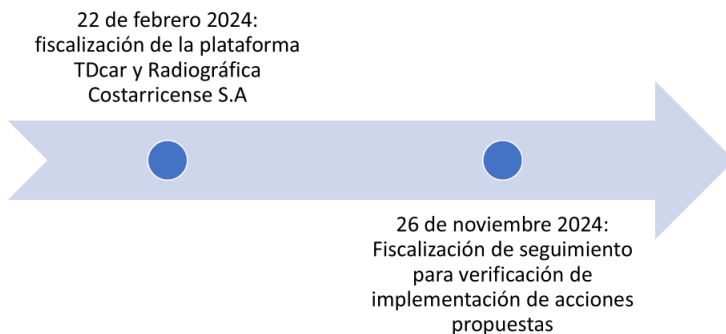 22 de febrero 2024:
fiscalización de la plataforma
TDcar y Radiográfica
Costarricense S.A
26 de noviembre 2024:
Fiscalización de seguimiento
para verificación de
implementación de acciones
propuestas